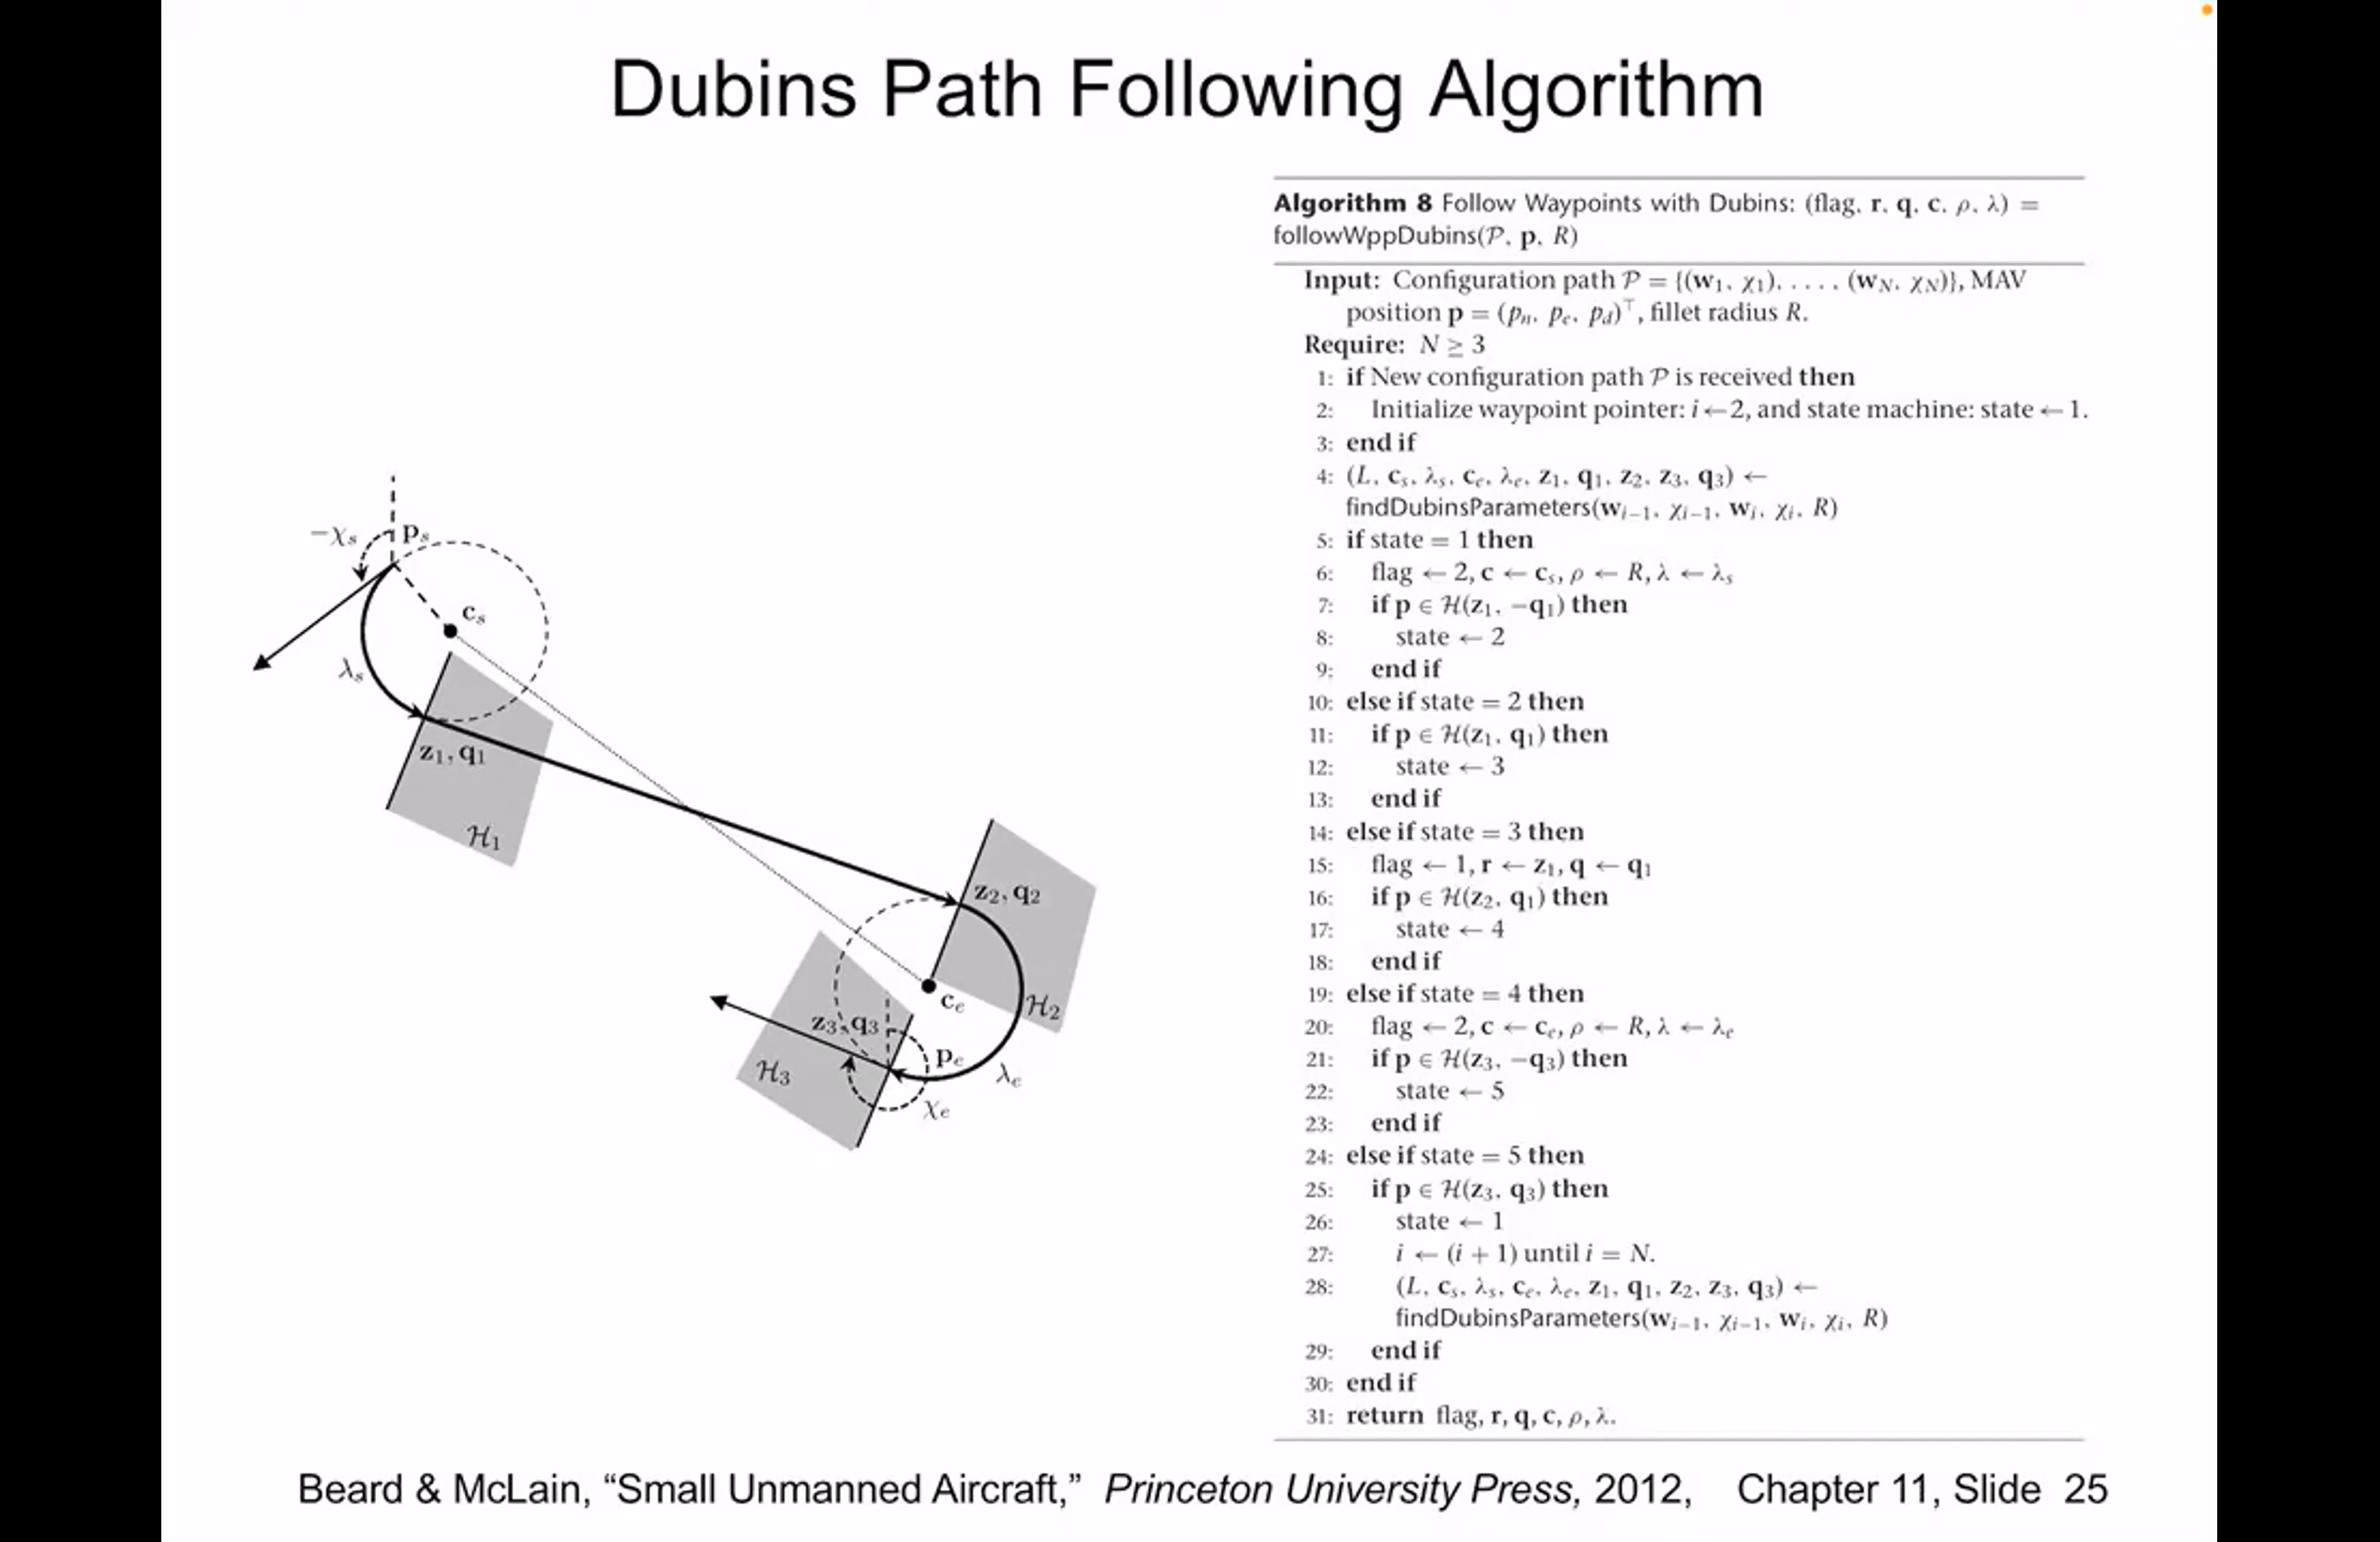 Dubins Path Following Algorithm
Algorithm 8 Follow Waypoints with Dubins: (flag, r, q, c, ρ, λ) =
followWppDubins(𝒫, p, R)
Input: Configuration path 𝒫 = {(w₁, χ₁), . . . , (w_N, χ_N)}, MAV
position p = (pₙ, pₑ, p_d)^⊤, fillet radius R.
Require: N ≥ 3
1: if New configuration path 𝒫 is received then
2: Initialize waypoint pointer: i ← 2, and state machine: state ← 1.
3: end if
4: (L, cₛ, λₛ, cₑ, λₑ, z₁, q₁, z₂, z₃, q₃) ←
findDubinsParameters(wᵢ₋₁, χᵢ₋₁, wᵢ, χᵢ, R)
5: if state = 1 then
6: flag ← 2, c ← cₛ, ρ ← R, λ ← λₛ
7: if p ∈ ℋ(z₁, −q₁) then
8: state ← 2
9: end if
10: else if state = 2 then
11: if p ∈ ℋ(z₁, q₁) then
12: state ← 3
13: end if
14: else if state = 3 then
15: flag ← 1, r ← z₁, q ← q₁
16: if p ∈ ℋ(z₂, q₁) then
17: state ← 4
18: end if
19: else if state = 4 then
20: flag ← 2, c ← cₑ, ρ ← R, λ ← λₑ
21: if p ∈ ℋ(z₃, −q₃) then
22: state ← 5
23: end if
24: else if state = 5 then
25: if p ∈ ℋ(z₃, q₃) then
26: state ← 1
27: i ← (i + 1) until i = N.
28: (L, cₛ, λₛ, cₑ, λₑ, z₁, q₁, z₂, z₃, q₃) ←
findDubinsParameters(wᵢ₋₁, χᵢ₋₁, wᵢ, χᵢ, R)
29: end if
30: end if
31: return flag, r, q, c, ρ, λ.
−χₛ
pₛ
cₛ
λₛ
z₁, q₁
ℋ₁
z₂, q₂
cₑ
ℋ₂
z₃, q₃
pₑ
ℋ₃
λₑ
χₑ
Beard & McLain, “Small Unmanned Aircraft,” Princeton University Press, 2012, Chapter 11, Slide 25